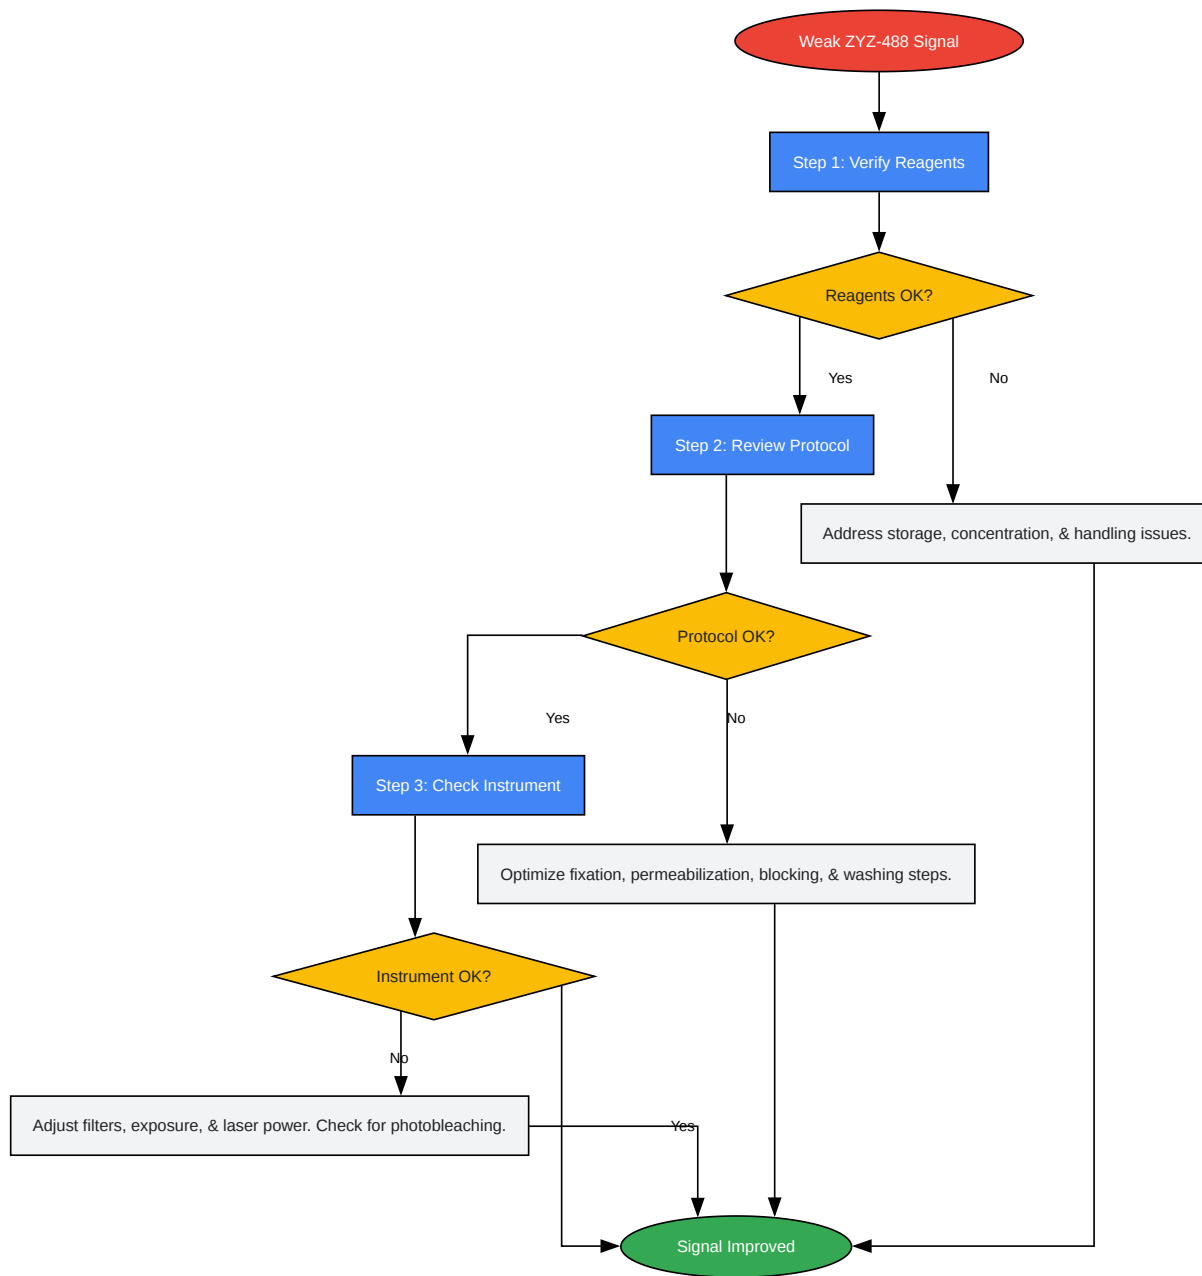 Weak ZYZ-488 Signal
Step 1: Verify Reagents
Reagents OK?
Yes
No
Step 2: Review Protocol
Address storage, concentration, & handling issues.
Protocol OK?
Yes
No
Step 3: Check Instrument
Optimize fixation, permeabilization, blocking, & washing steps.
Instrument OK?
No
Adjust filters, exposure, & laser power. Check for photobleaching.
Yes
Signal Improved